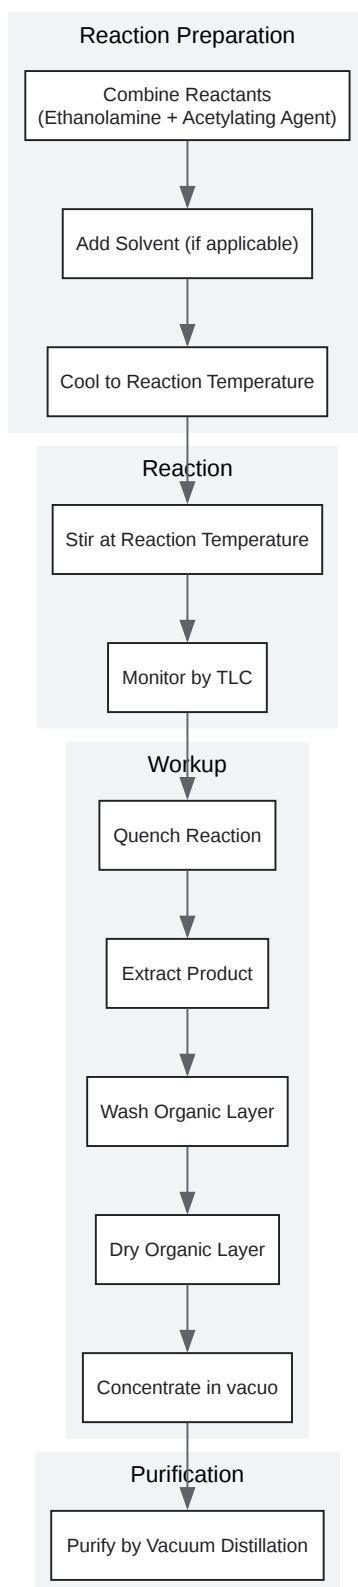 Reaction Preparation
Combine Reactants
(Ethanolamine + Acetylating Agent)
Add Solvent (if applicable)
Cool to Reaction Temperature
Reaction
Stir at Reaction Temperature
Monitor by TLC
Workup
Quench Reaction
Extract Product
Wash Organic Layer
Dry Organic Layer
Concentrate in vacuo
Purification
Purify by Vacuum Distillation